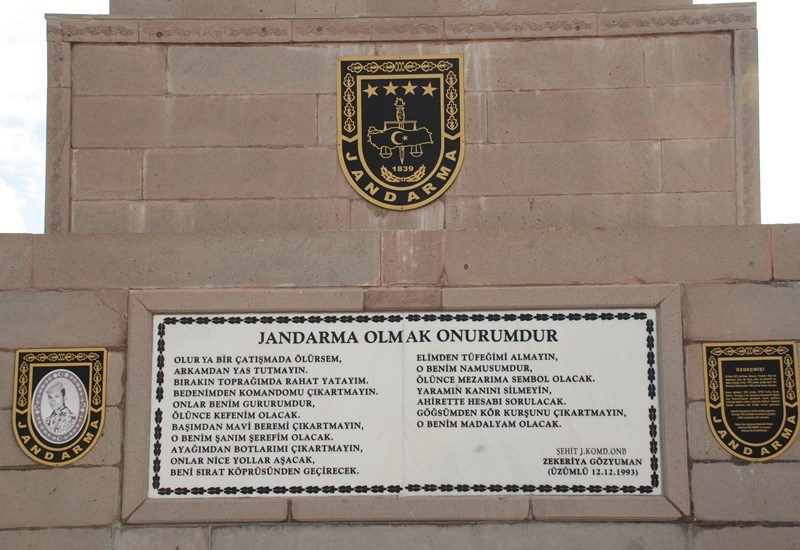 1839
JANDARMA
JANDARMA OLMAK ONURUMDUR
OLUR YA BİR ÇATIŞMADA ÖLÜRSEM,
ARKAMDAN YAS TUTMAYIN.
BIRAKIN TOPRAĞIMDA RAHAT YATAYIM.
BEDENİMDEN KOMANDOMU ÇIKARTMAYIN.
ONLAR BENİM GURURUMDUR,
ÖLÜNCE KEFENİM OLACAK.
BAŞIMDAN MAVİ BEREMİ ÇIKARTMAYIN,
O BENİM ŞANIM ŞEREFİM OLACAK.
AYAĞIMDAN BOTLARIMI ÇIKARTMAYIN,
ONLAR NİCE YOLLAR AŞACAK,
BENİ SIRAT KÖPRÜSÜNDEN GEÇİRECEK.
ELİMDEN TÜFEĞİMİ ALMAYIN,
O BENİM NAMUSUMDUR,
ÖLÜNCE MEZARIMA SEMBOL OLACAK.
YARAMIN KANINI SİLMEYİN,
AHİRETTE HESABI SORULACAK.
GÖĞSÜMDEN KÖR KURŞUNU ÇIKARTMAYIN,
O BENİM MADALYAM OLACAK.
ŞEHİT J.KOMD.ONB
ZEKERİYA GÖZYUMAN
(ÜZÜMLÜ 12.12.1993)
JANDARMA
ÖZGEÇMİŞİ
JANDARMA